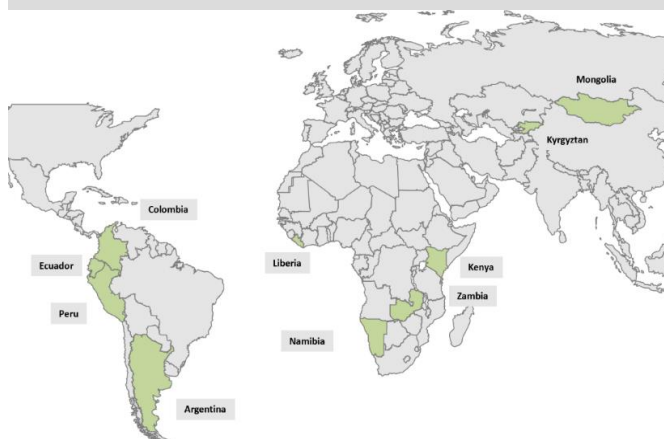 Mongolia
Kyrgyztan
Colombia
Ecuador
Liberia
Kenya
Peru
Zambia
Namibia
Argentina